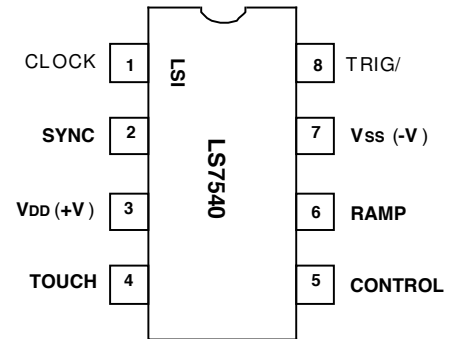 CLOCK 1 LSI 8 TRIG/
SYNC 2 7 Vss (-V )
LS7540
VDD (+V ) 3 6 RAMP
TOUCH 4 5 CONTROL